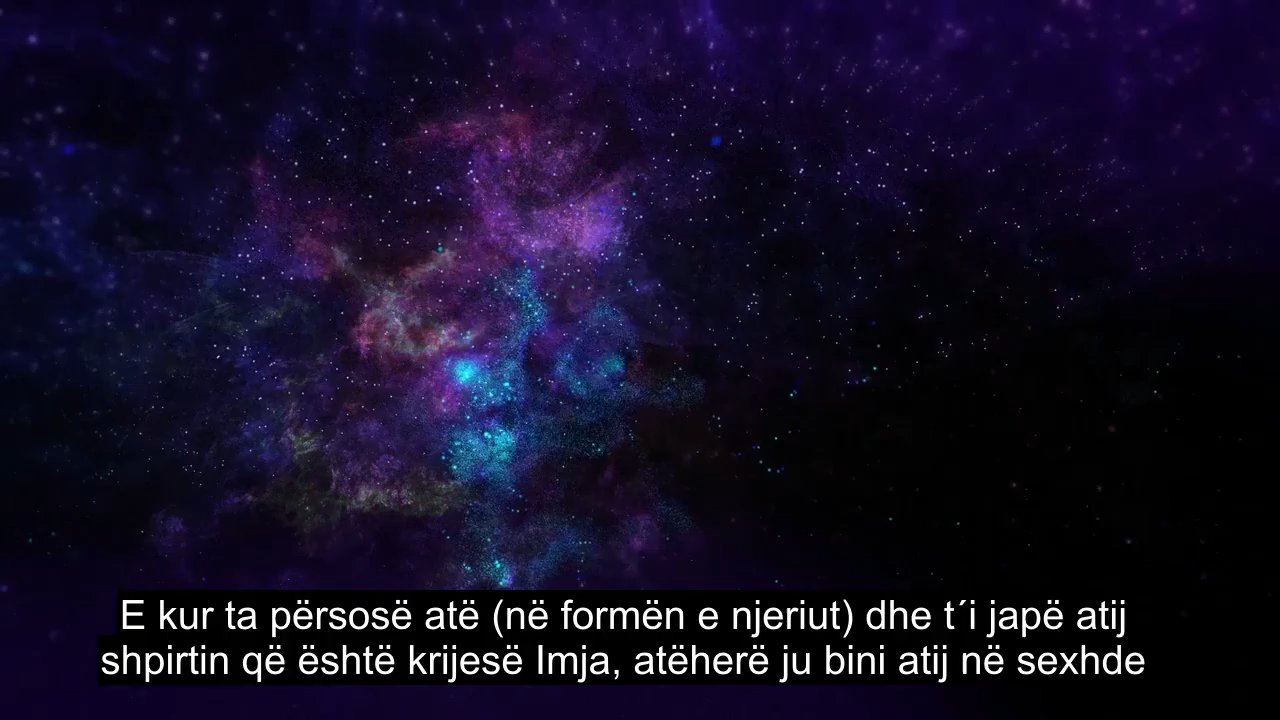 E kur ta përsosë atë (në formën e njeriut) dhe t´i japë atij
shpirtin që është krijesë Imja, atëherë ju bini atij në sexhde